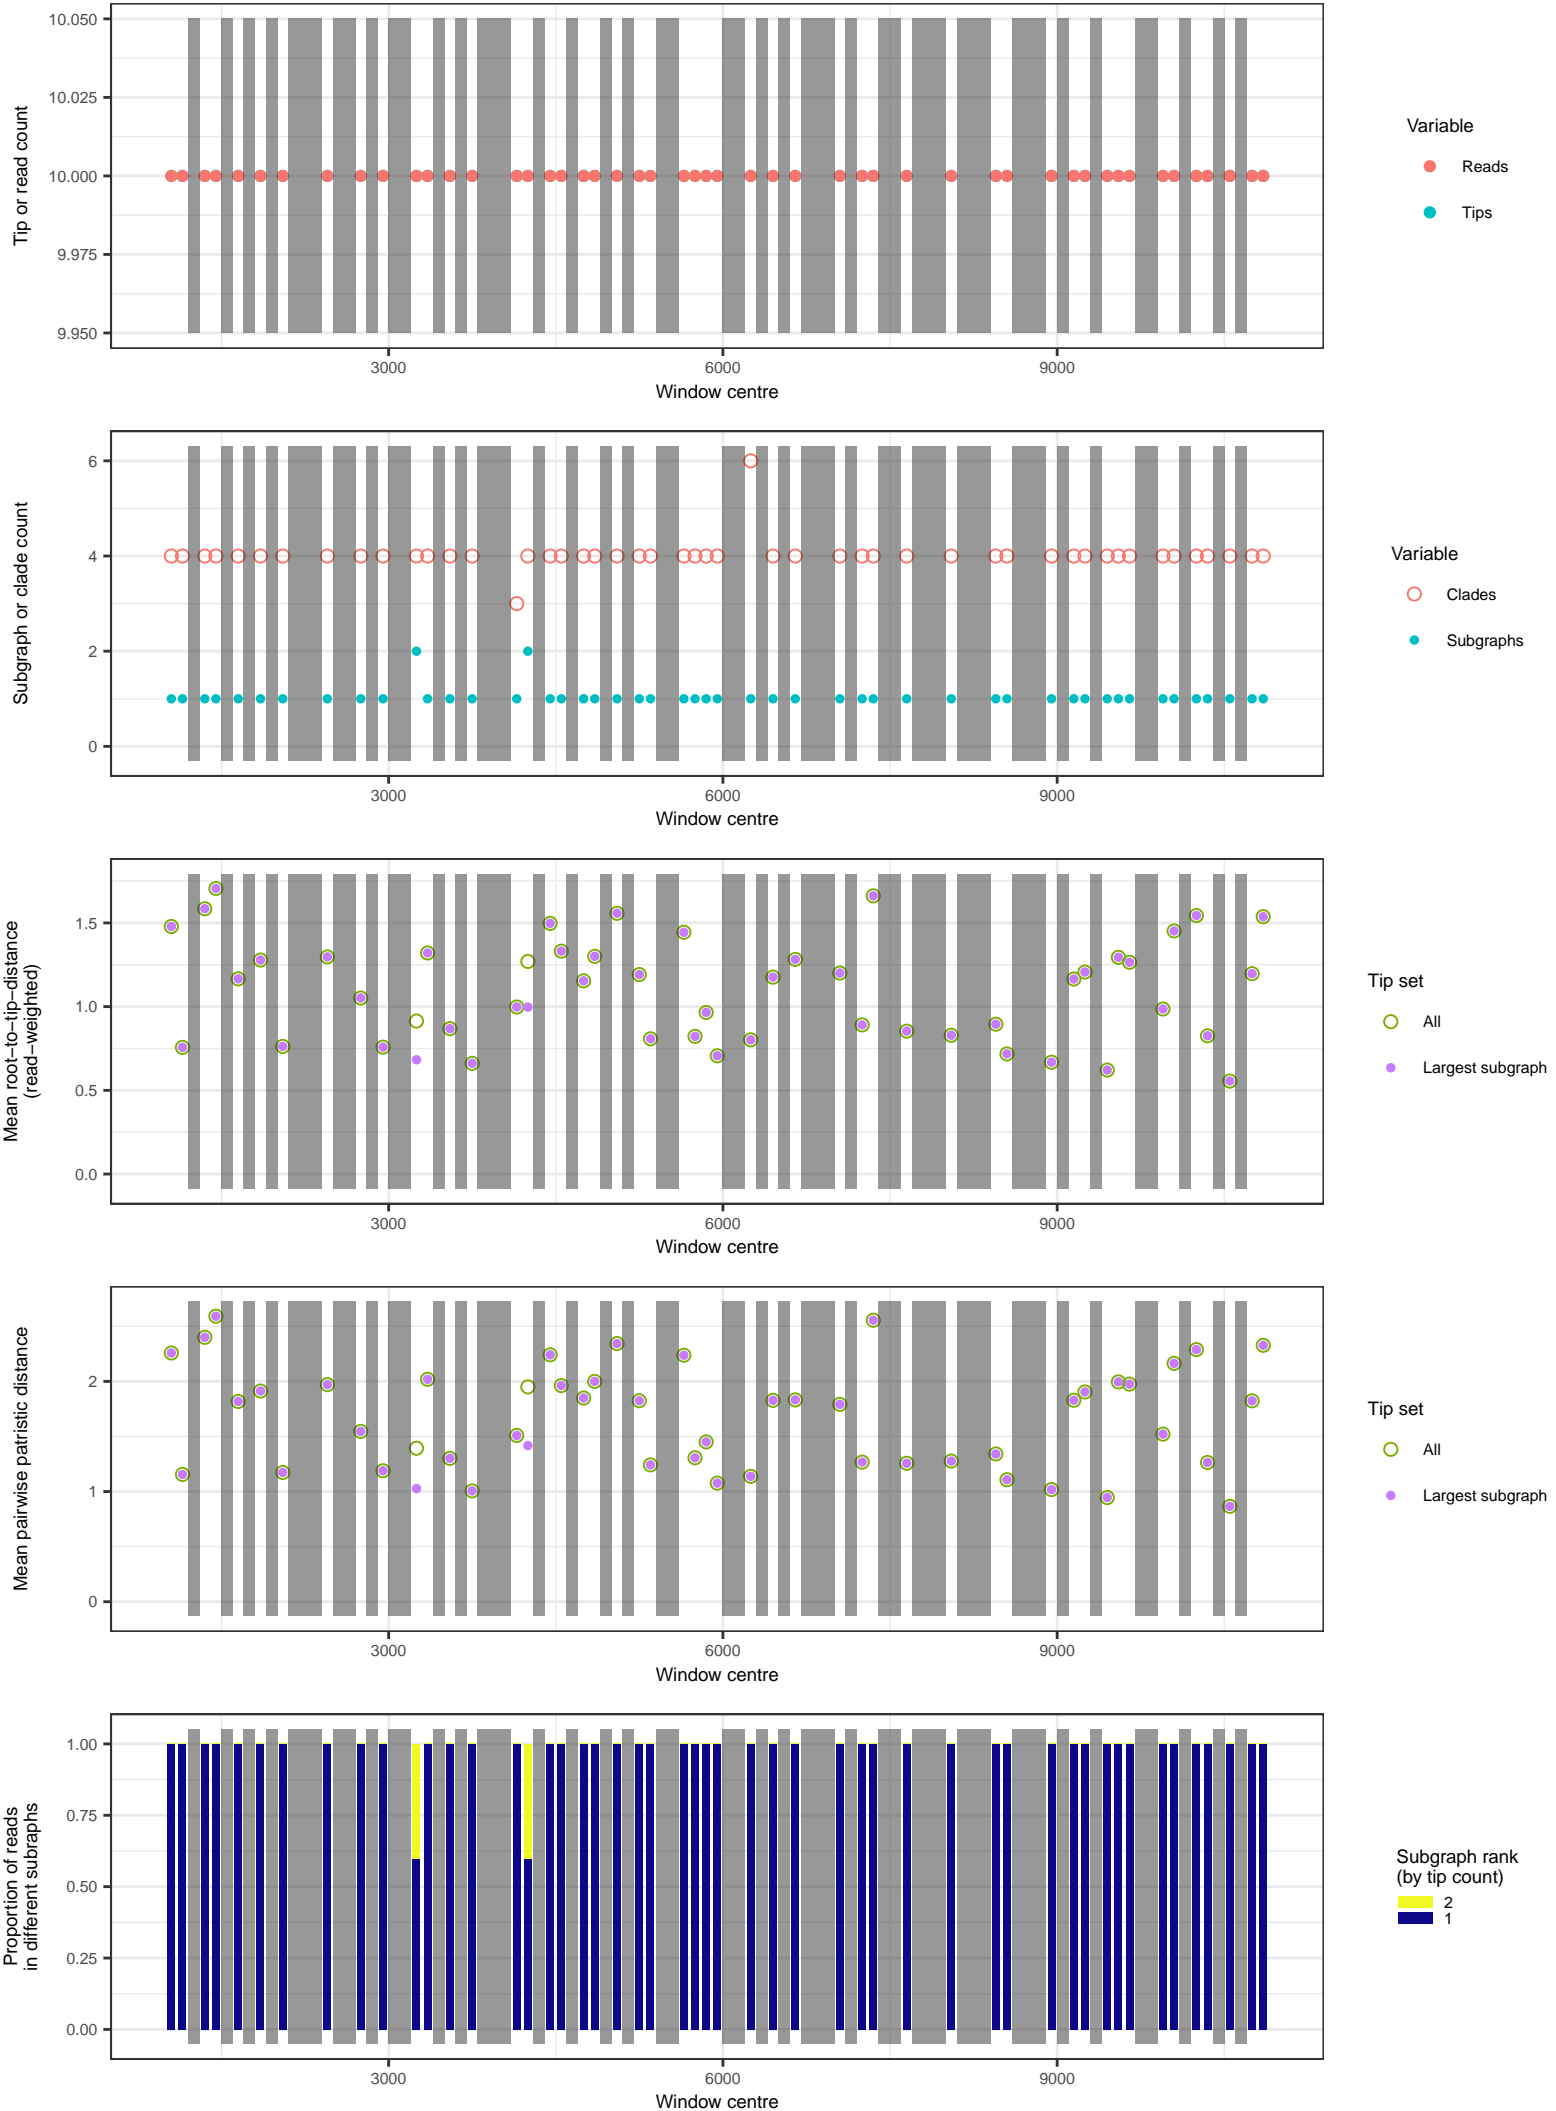 10.050
10.025
10.000
9.975
9.950
Tip or read count
3000
6000
9000
Window centre
Variable
Reads
Tips
6
4
2
0
Subgraph or clade count
3000
6000
9000
Window centre
Variable
Clades
Subgraphs
1.5
1.0
0.5
0.0
Mean root−to−tip−distance
(read−weighted)
3000
6000
9000
Window centre
Tip set
All
Largest subgraph
2
1
0
Mean pairwise patristic distance
3000
6000
9000
Window centre
Tip set
All
Largest subgraph
1.00
0.75
0.50
0.25
0.00
Proportion of reads
in different subraphs
3000
6000
9000
Window centre
Subgraph rank
(by tip count)
2
1